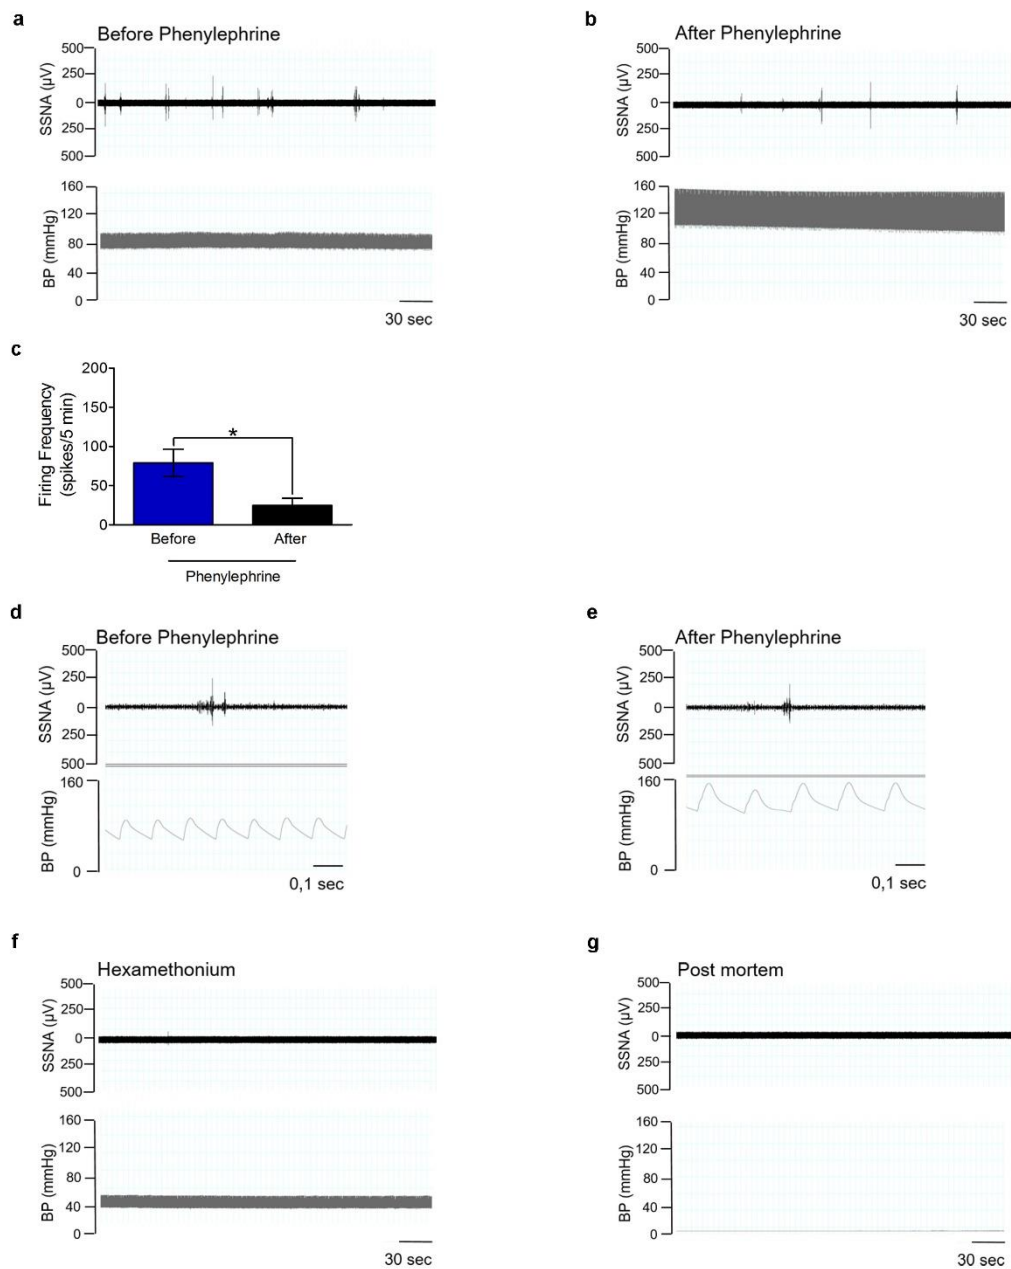 a
Before Phenylephrine
500
250
0
250
500
SSNA (µV)
160
120
80
40
0
BP (mmHg)
30 sec
b
After Phenylephrine
500
250
0
250
500
SSNA (µV)
160
120
80
40
0
BP (mmHg)
30 sec
c
200
150
100
50
0
Firing Frequency
(spikes/5 min)
*
Before
After
Phenylephrine
d
Before Phenylephrine
500
250
0
250
500
SSNA (µV)
160
0
BP (mmHg)
0,1 sec
e
After Phenylephrine
500
250
0
250
500
SSNA (µV)
160
0
BP (mmHg)
0,1 sec
f
Hexamethonium
500
250
0
250
500
SSNA (µV)
160
120
80
40
0
BP (mmHg)
30 sec
g
Post mortem
500
250
0
250
500
SSNA (µV)
160
120
80
40
0
BP (mmHg)
30 sec